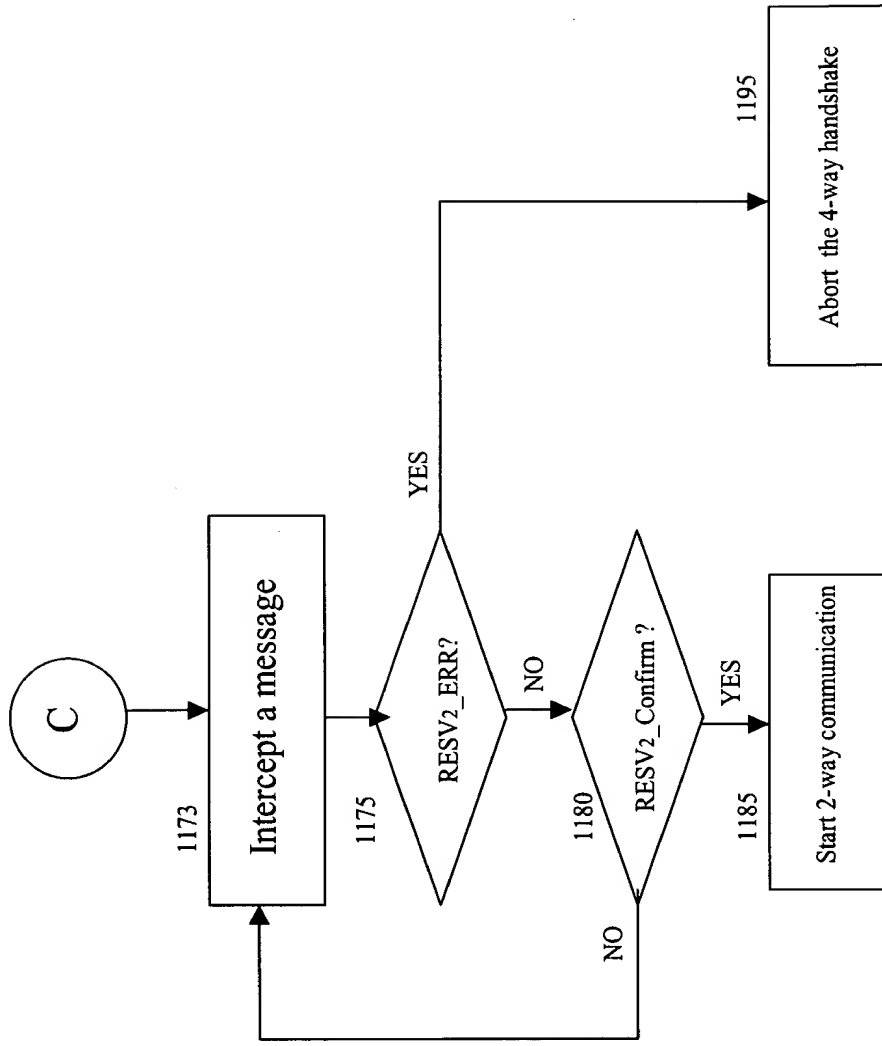 C
1173
Intercept a message
1175
RESV2_ERR?
YES
NO
1180
RESV2_Confirm ?
NO
YES
1185
Start 2-way communication
1195
Abort the 4-way handshake